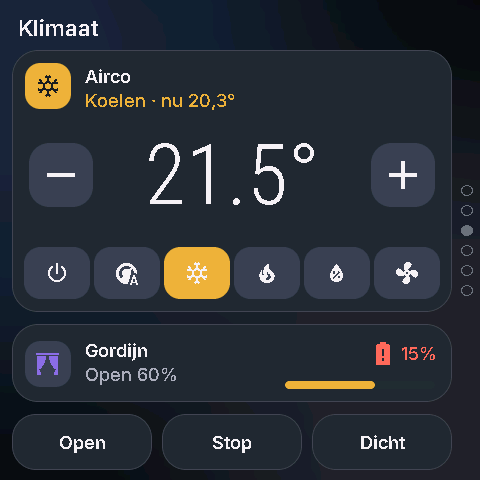 Klimaat
Airco
Koelen · nu 20,3°
21.5°
A
Gordijn
Open 60%
15%
Open
Stop
Dicht